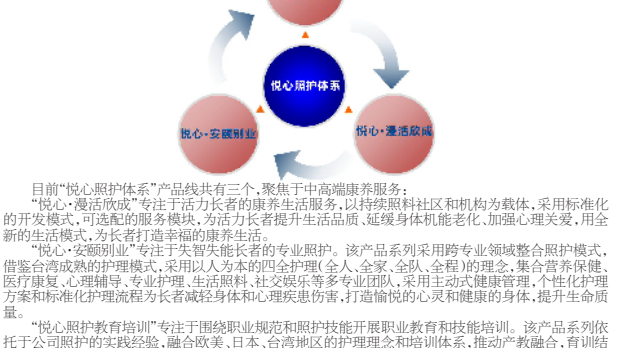 悦心照护体系
悦心·安颐别业
悦心·漫活欣成
目前“悦心照护体系”产品线共有三个,聚焦于中高端康养服务:
“悦心·漫活欣成”专注于活力长者的康养生活服务,以持续照料社区和机构为载体,采用标准化
的开发模式,可选配的服务模块,为活力长者提升生活品质、延缓身体机能老化、加强心理关爱,用全
新的生活模式,为长者打造幸福的康养生活。
“悦心·安颐别业”专注于失智失能长者的专业照护。该产品系列采用跨专业领域整合照护模式,
借鉴台湾成熟的护理模式,采用以人为本的四全护理(全人、全家、全队、全程)的理念,集合营养保健、
医疗康复、心理辅导、专业护理、生活照料、社交娱乐等多专业团队,采用主动式健康管理,个性化护理
方案和标准化护理流程为长者减轻身体和心理疾患伤害,打造愉悦的心灵和健康的身体,提升生命质
量。
“悦心照护教育培训”专注于围绕职业规范和照护技能开展职业教育和技能培训。该产品系列依
托于公司照护的实践经验,融合欧美、日本、台湾地区的护理理念和培训体系,推动产教融合,育训结